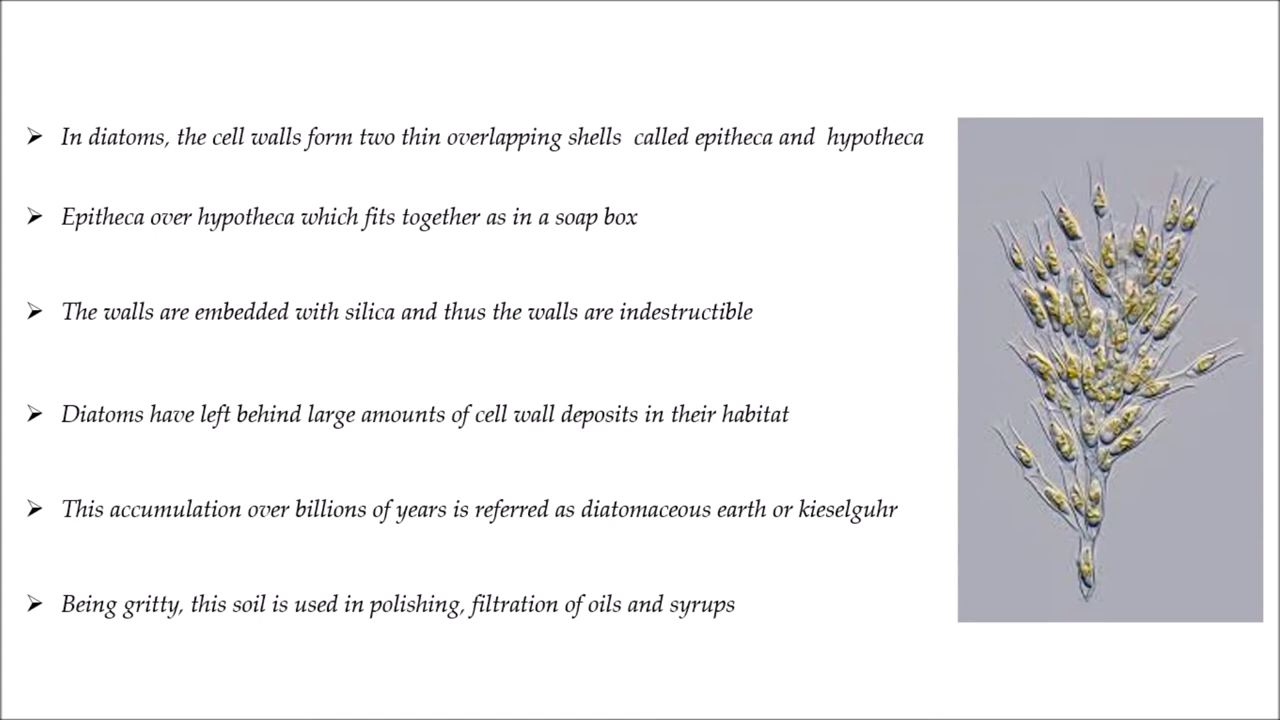 In diatoms, the cell walls form two thin overlapping shells called epitheca and hypotheca
Epitheca over hypotheca which fits together as in a soap box
The walls are embedded with silica and thus the walls are indestructible
Diatoms have left behind large amounts of cell wall deposits in their habitat
This accumulation over billions of years is referred as diatomaceous earth or kieselguhr
Being gritty, this soil is used in polishing, filtration of oils and syrups